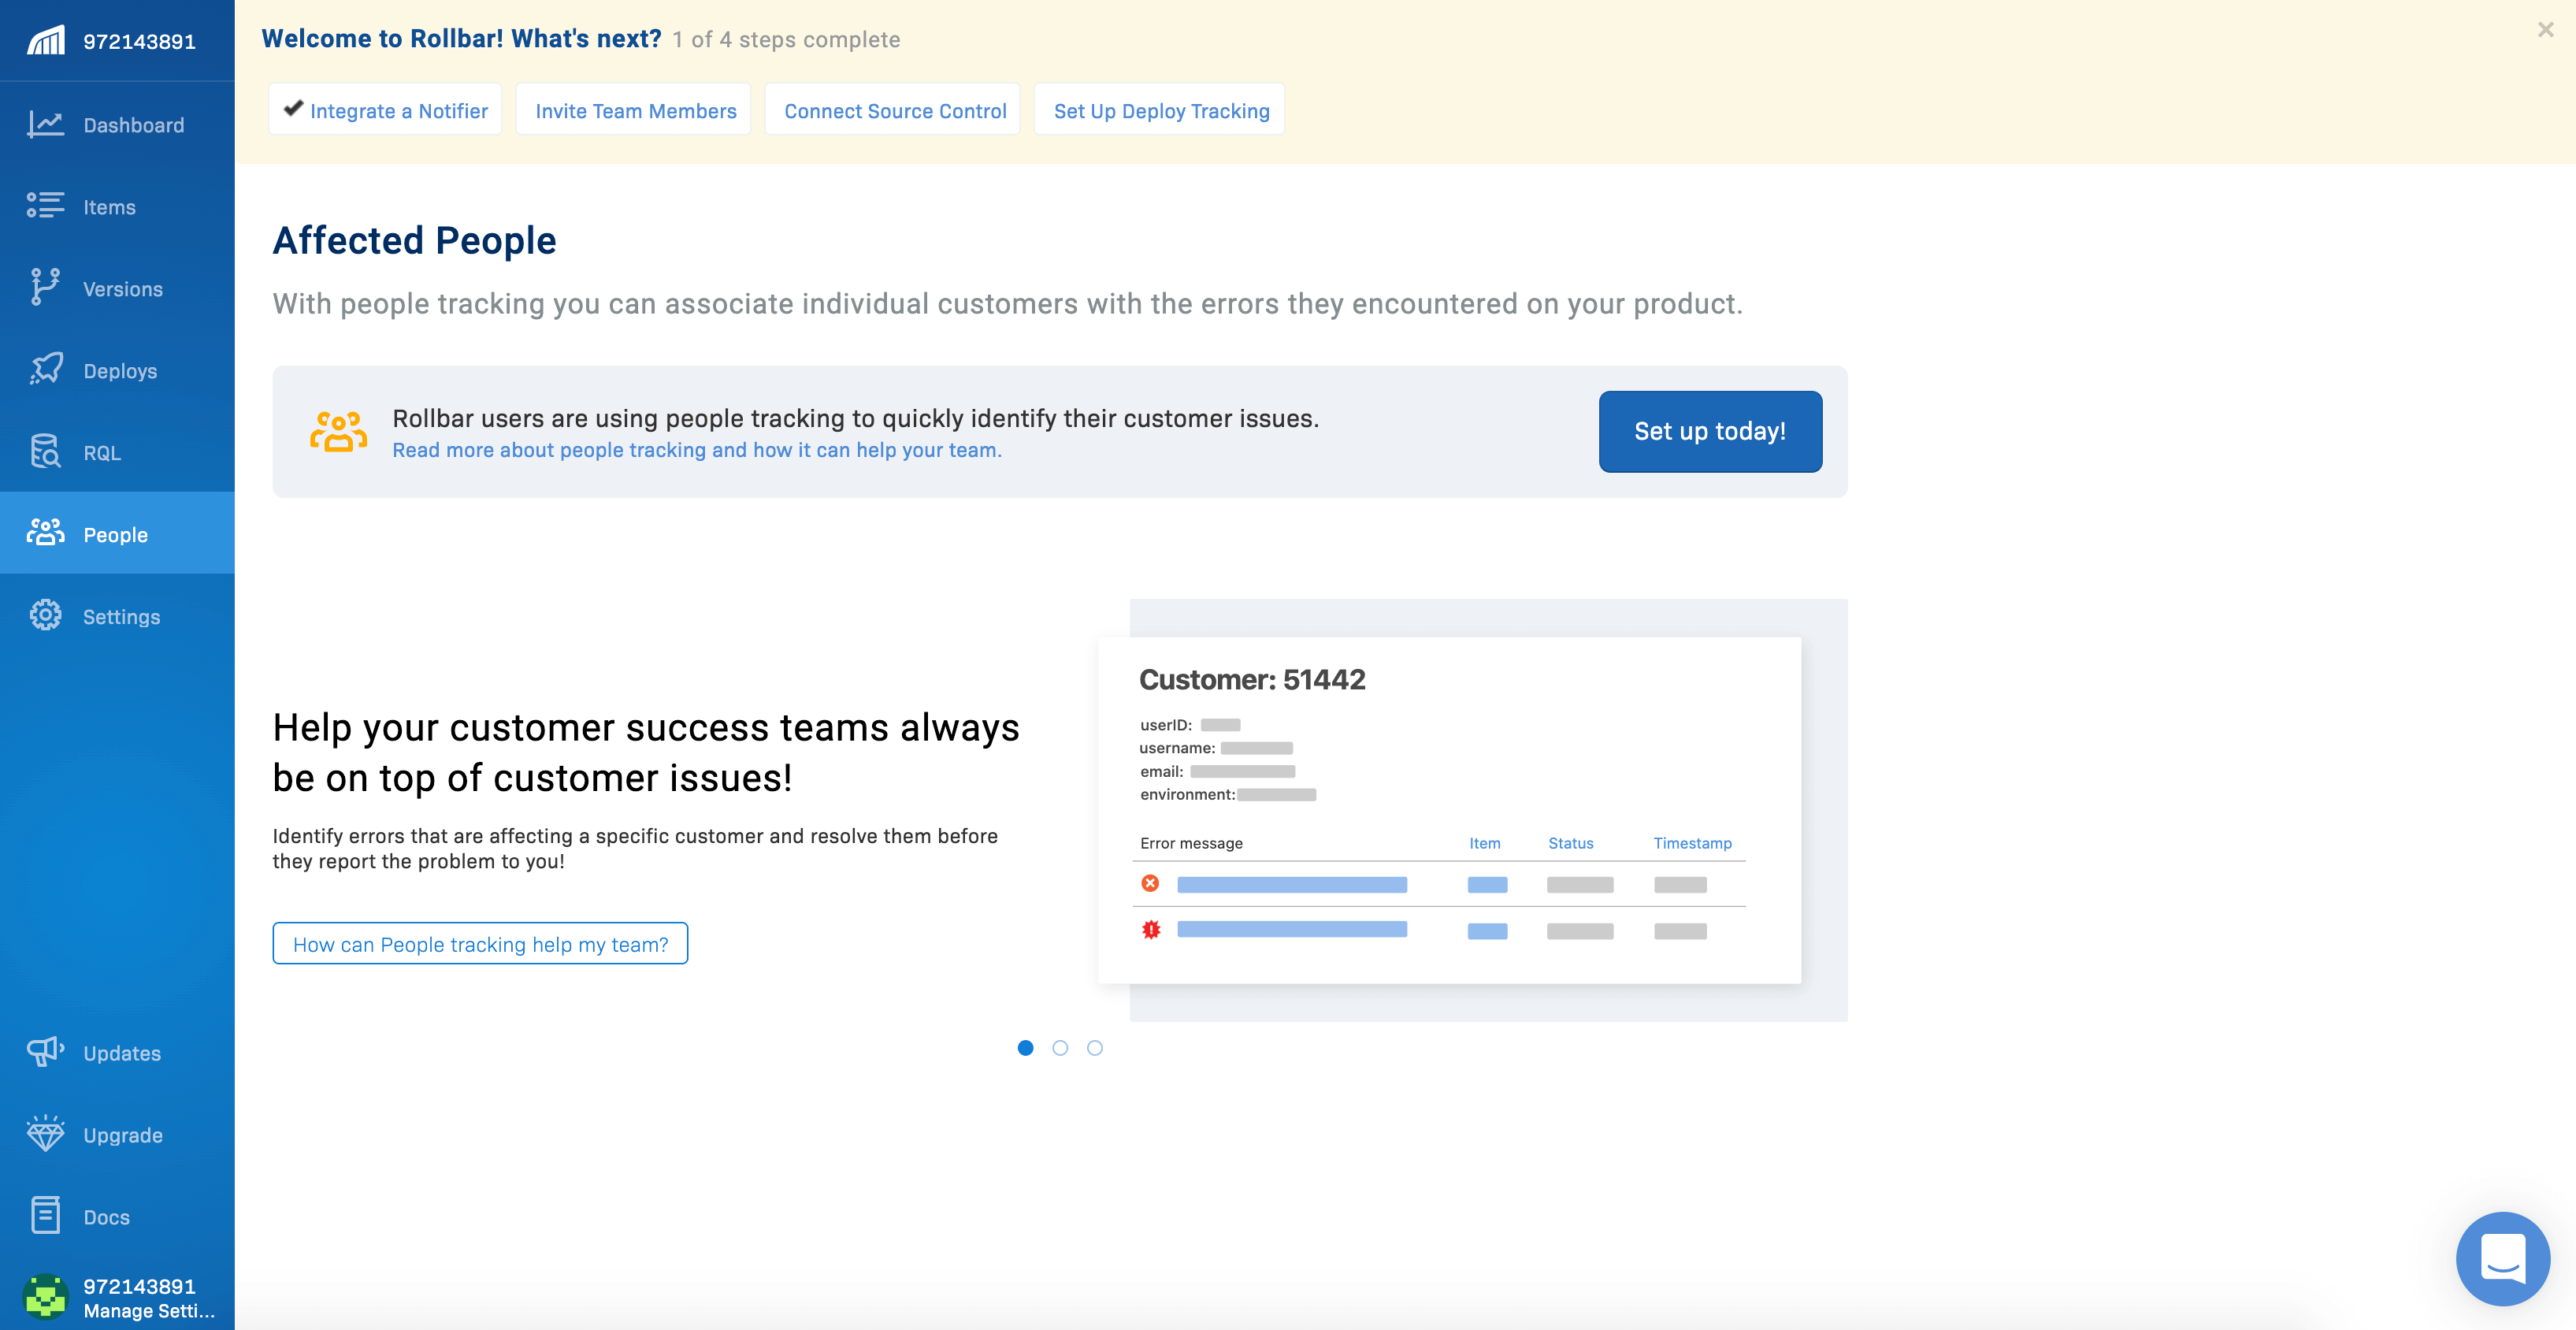 972143891
Dashboard
Items
Versions
Deploys
RQL
People
Settings
Updates
Upgrade
Docs
972143891
Manage Setti...
Welcome to Rollbar! What's next? 1 of 4 steps complete
Integrate a Notifier
Invite Team Members
Connect Source Control
Set Up Deploy Tracking
Affected People
With people tracking you can associate individual customers with the errors they encountered on your product.
Rollbar users are using people tracking to quickly identify their customer issues.
Read more about people tracking and how it can help your team.
Set up today!
Help your customer success teams always
be on top of customer issues!
Identify errors that are affecting a specific customer and resolve them before
they report the problem to you!
How can People tracking help my team?
Customer: 51442
userID:
username:
email:
environment:
Error message Item Status Timestamp